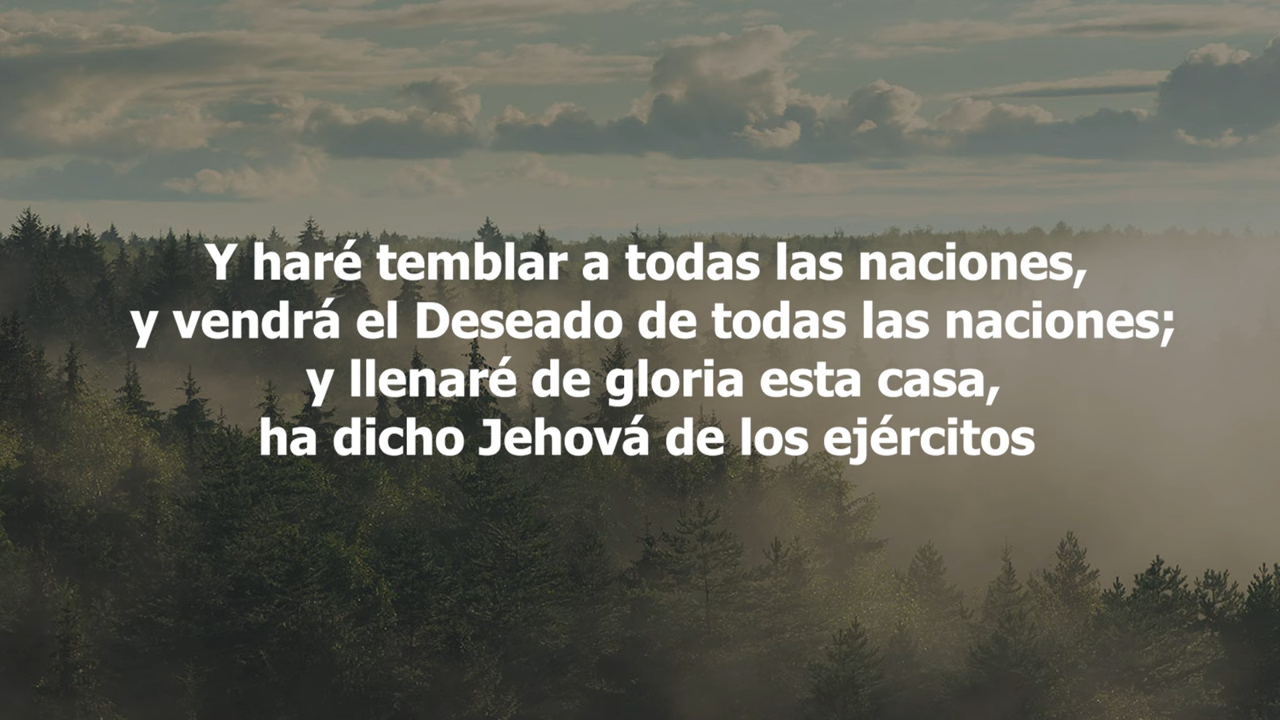 Y haré temblar a todas las naciones,
y vendrá el Deseado de todas las naciones;
y llenaré de gloria esta casa,
ha dicho Jehová de los ejércitos